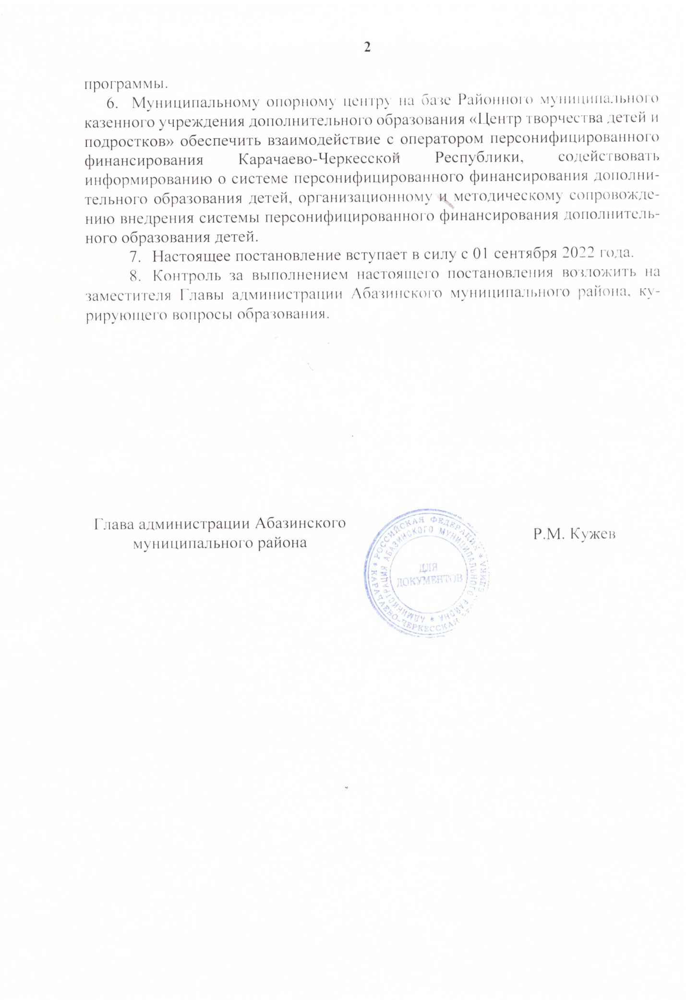 2
программы.
6. Муниципальному опорному центру на базе Районного муниципального
казенного учреждения дополнительного образования «Центр творчества детей и
подростков» обеспечить взаимодействие с оператором персонифицированного
финансирования Карачаево-Черкесской Республики, содействовать
информированию о системе персонифицированного финансирования дополни-
тельного образования детей, организационному и методическому сопровожде-
нию внедрения системы персонифицированного финансирования дополнитель-
ного образования детей.
7. Настоящее постановление вступает в силу с 01 сентября 2022 года.
8. Контроль за выполнением настоящего постановления возложить на
заместителя Главы администрации Абазинского муниципального района, ку-
рирующего вопросы образования.
Глава администрации Абазинского
муниципального района
Р.М. Кужев
* РОССИЙСКАЯ ФЕДЕРАЦИЯ *
КАРАЧАЕВО-ЧЕРКЕССКАЯ
АДМИНИСТРАЦИЯ АБАЗИНСКОГО МУНИЦИПАЛЬНОГО РАЙОНА *
ДЛЯ
ДОКУМЕНТОВ